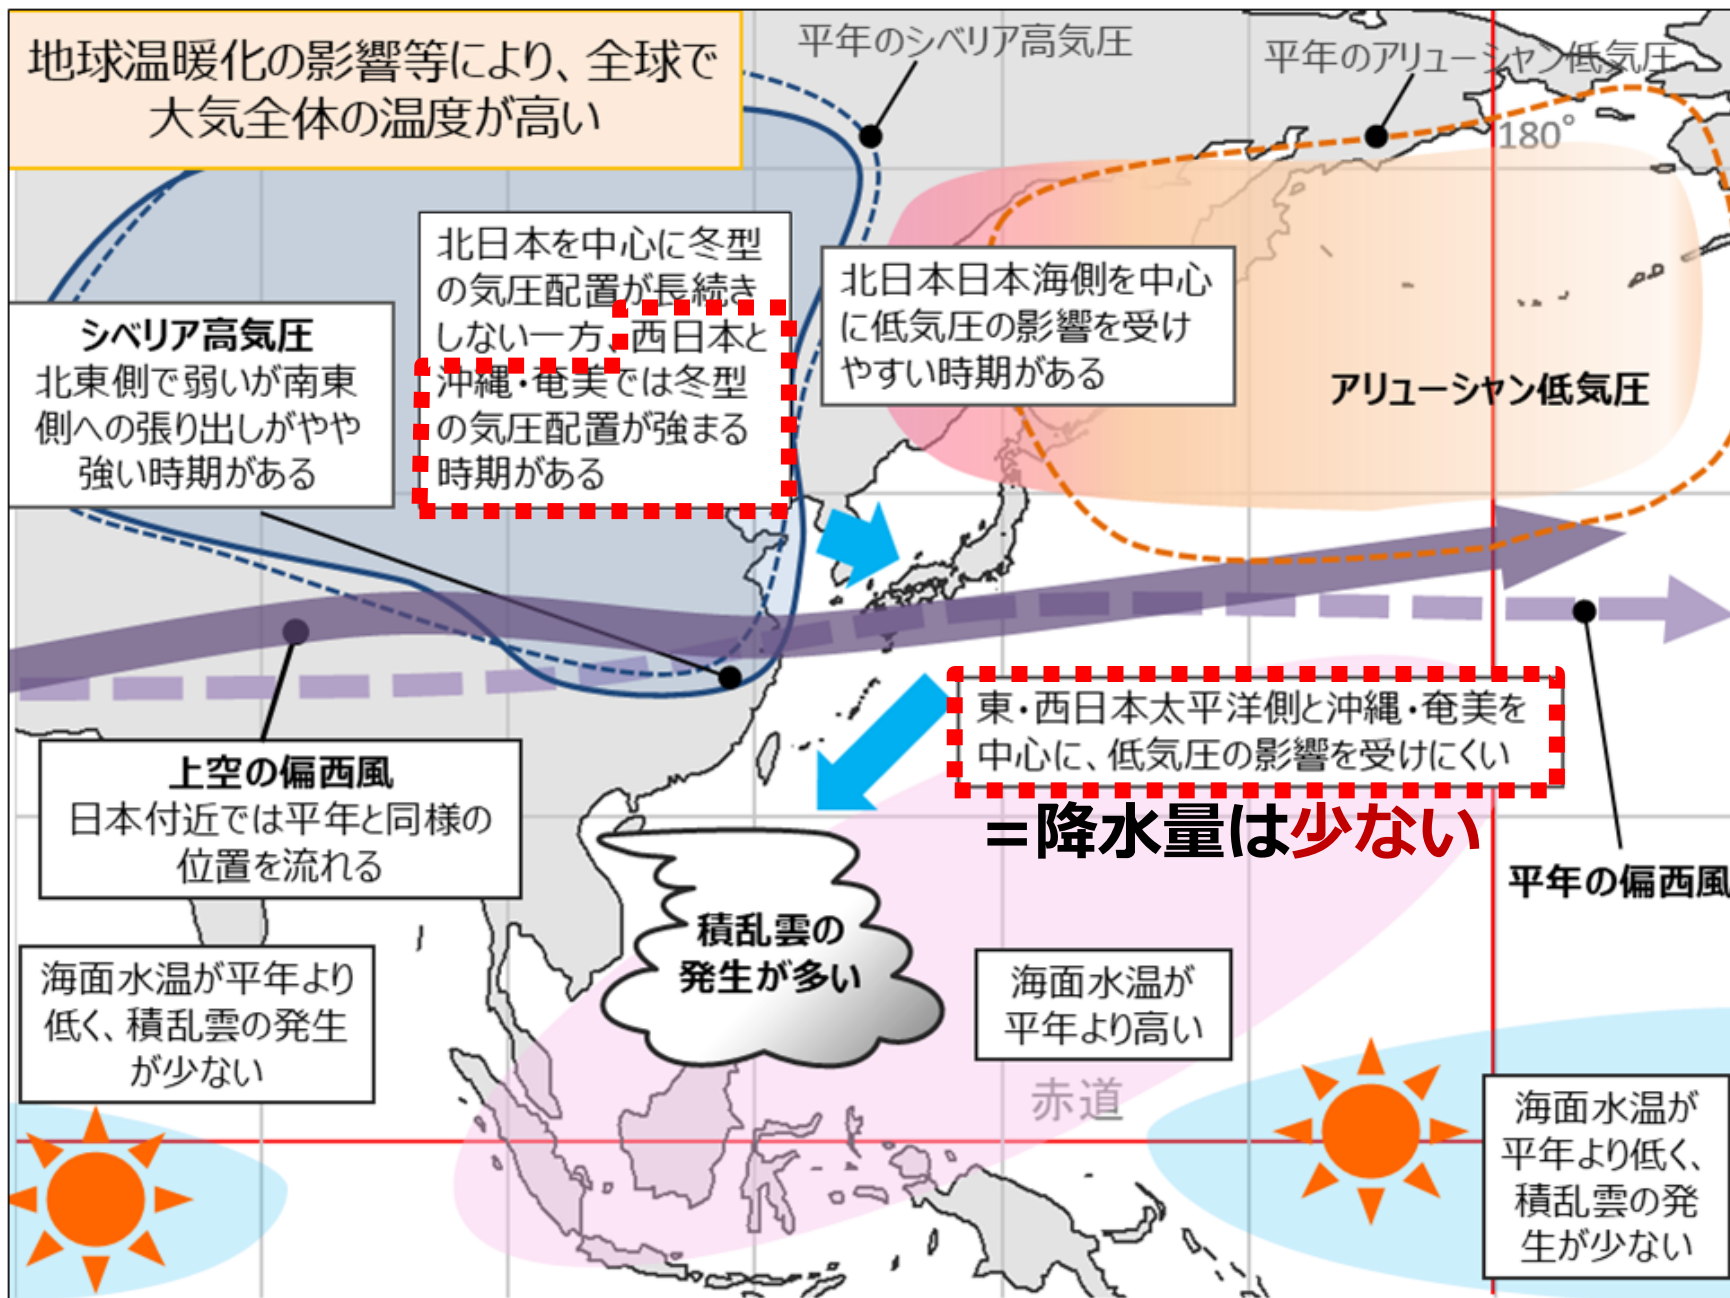 地球温暖化の影響等により、全球で
大気全体の温度が高い
平年のシベリア高気圧
平年のアリューシャン低気圧
180°
北日本を中心に冬型
の気圧配置が長続き
しない一方、西日本と
沖縄・奄美では冬型
の気圧配置が強まる
時期がある
北日本日本海側を中心
に低気圧の影響を受け
やすい時期がある
シベリア高気圧
北東側で弱いが南東
側への張り出しがやや
強い時期がある
アリューシャン低気圧
東・西日本太平洋側と沖縄・奄美を
中心に、低気圧の影響を受けにくい
=降水量は少ない
上空の偏西風
日本付近では平年と同様の
位置を流れる
平年の偏西風
積乱雲の
発生が多い
海面水温が平年より
低く、積乱雲の発生
が少ない
海面水温が
平年より高い
赤道
海面水温が
平年より低く、
積乱雲の発
生が少ない